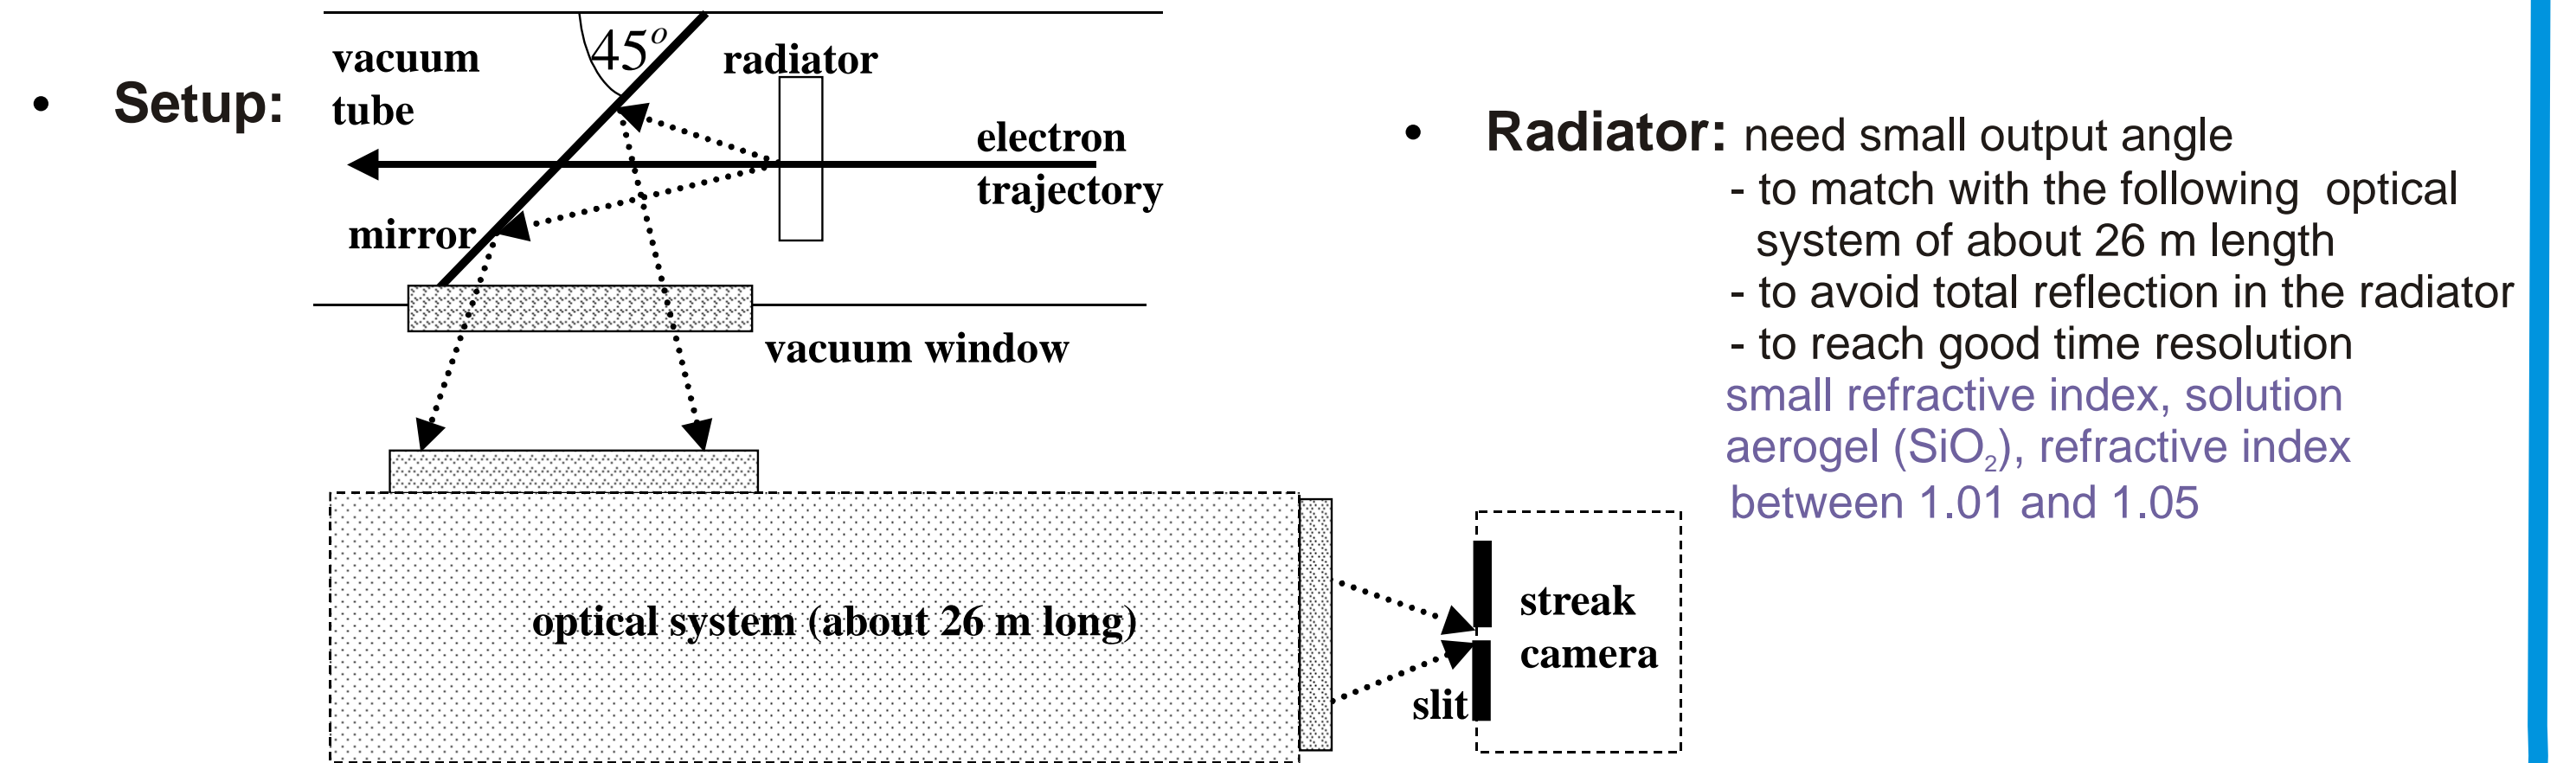 • Setup:
45°
vacuum
tube
radiator
electron
trajectory
mirror
vacuum window
optical system (about 26 m long)
slit
streak
camera
• Radiator: need small output angle
- to match with the following optical
system of about 26 m length
- to avoid total reflection in the radiator
- to reach good time resolution
small refractive index, solution
aerogel (SiO₂), refractive index
between 1.01 and 1.05